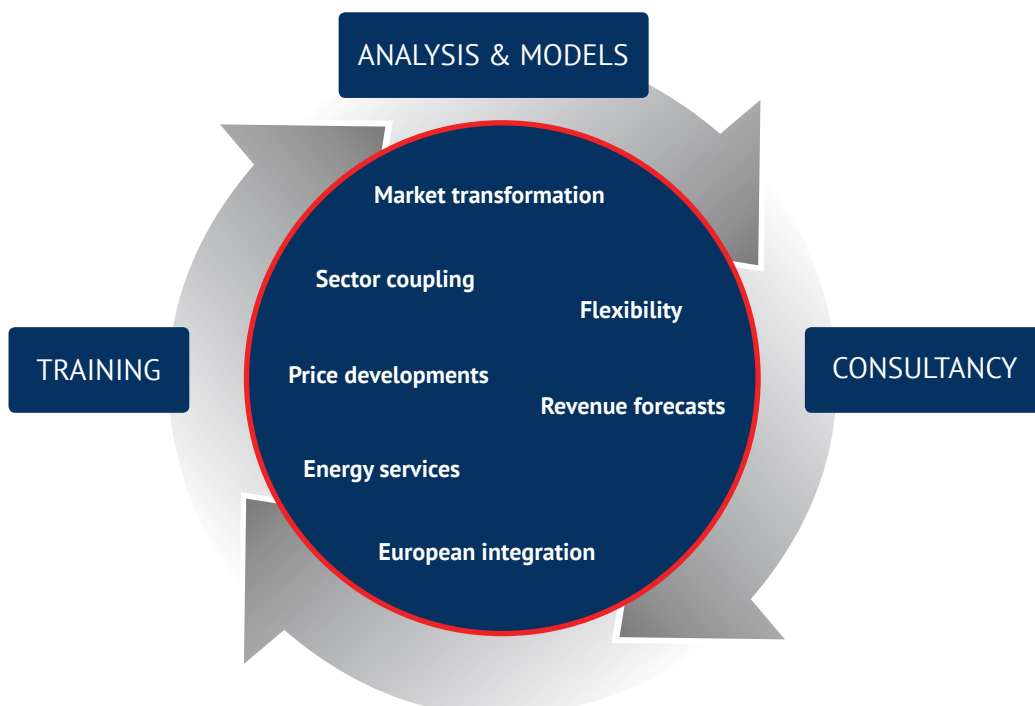 ANALYSIS & MODELS
Market transformation
Sector coupling
Flexibility
TRAINING
Price developments
CONSULTANCY
Revenue forecasts
Energy services
European integration